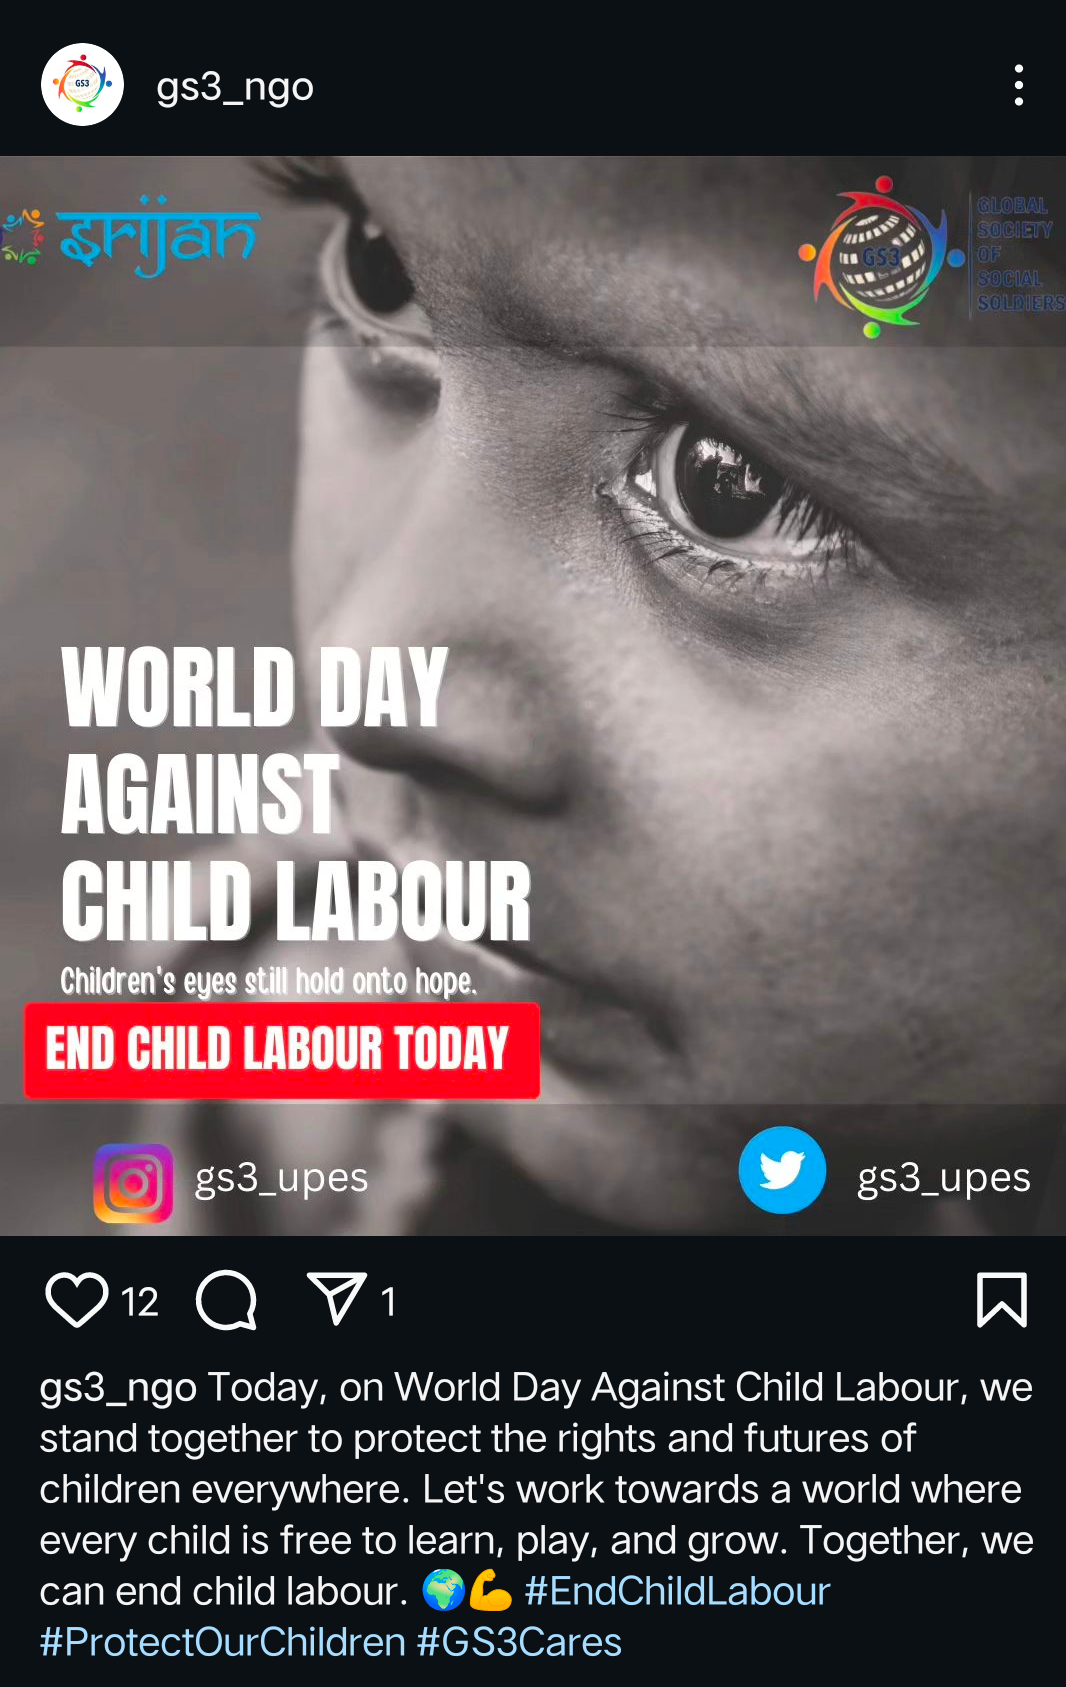 GS3
gs3_ngo
srijan
GS3
GLOBAL
SOCIETY
OF
SOCIAL
SOLDIERS
WORLD DAY
AGAINST
CHILD LABOUR
Children's eyes still hold onto hope.
END CHILD LABOUR TODAY
gs3_upes
gs3_upes
12
1
gs3_ngo Today, on World Day Against Child Labour, we
stand together to protect the rights and futures of
children everywhere. Let's work towards a world where
every child is free to learn, play, and grow. Together, we
can end child labour. 🌍💪 #EndChildLabour
#ProtectOurChildren #GS3Cares